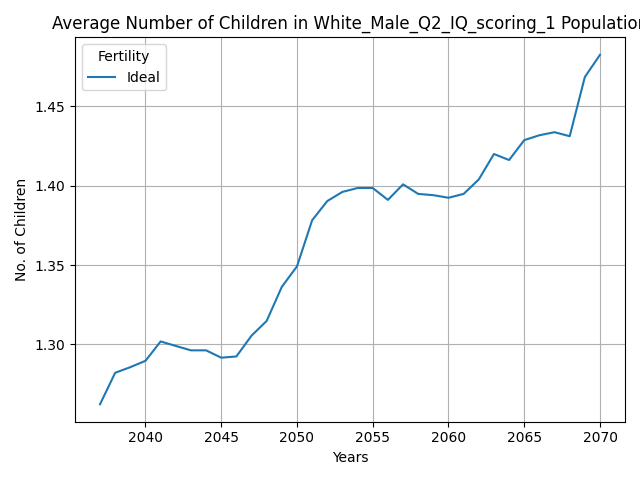 Average Number of Children in White_Male_Q2_IQ_scoring_1 Population
Fertility
Ideal
1.45
1.40
1.35
1.30
No. of Children
2040 2045 2050 2055 2060 2065 2070
Years